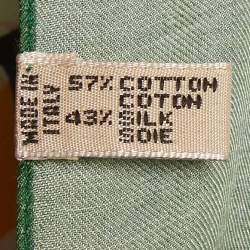 MADE IN
ITALY
57% COTTON
COTON
43% SILK
SOIE